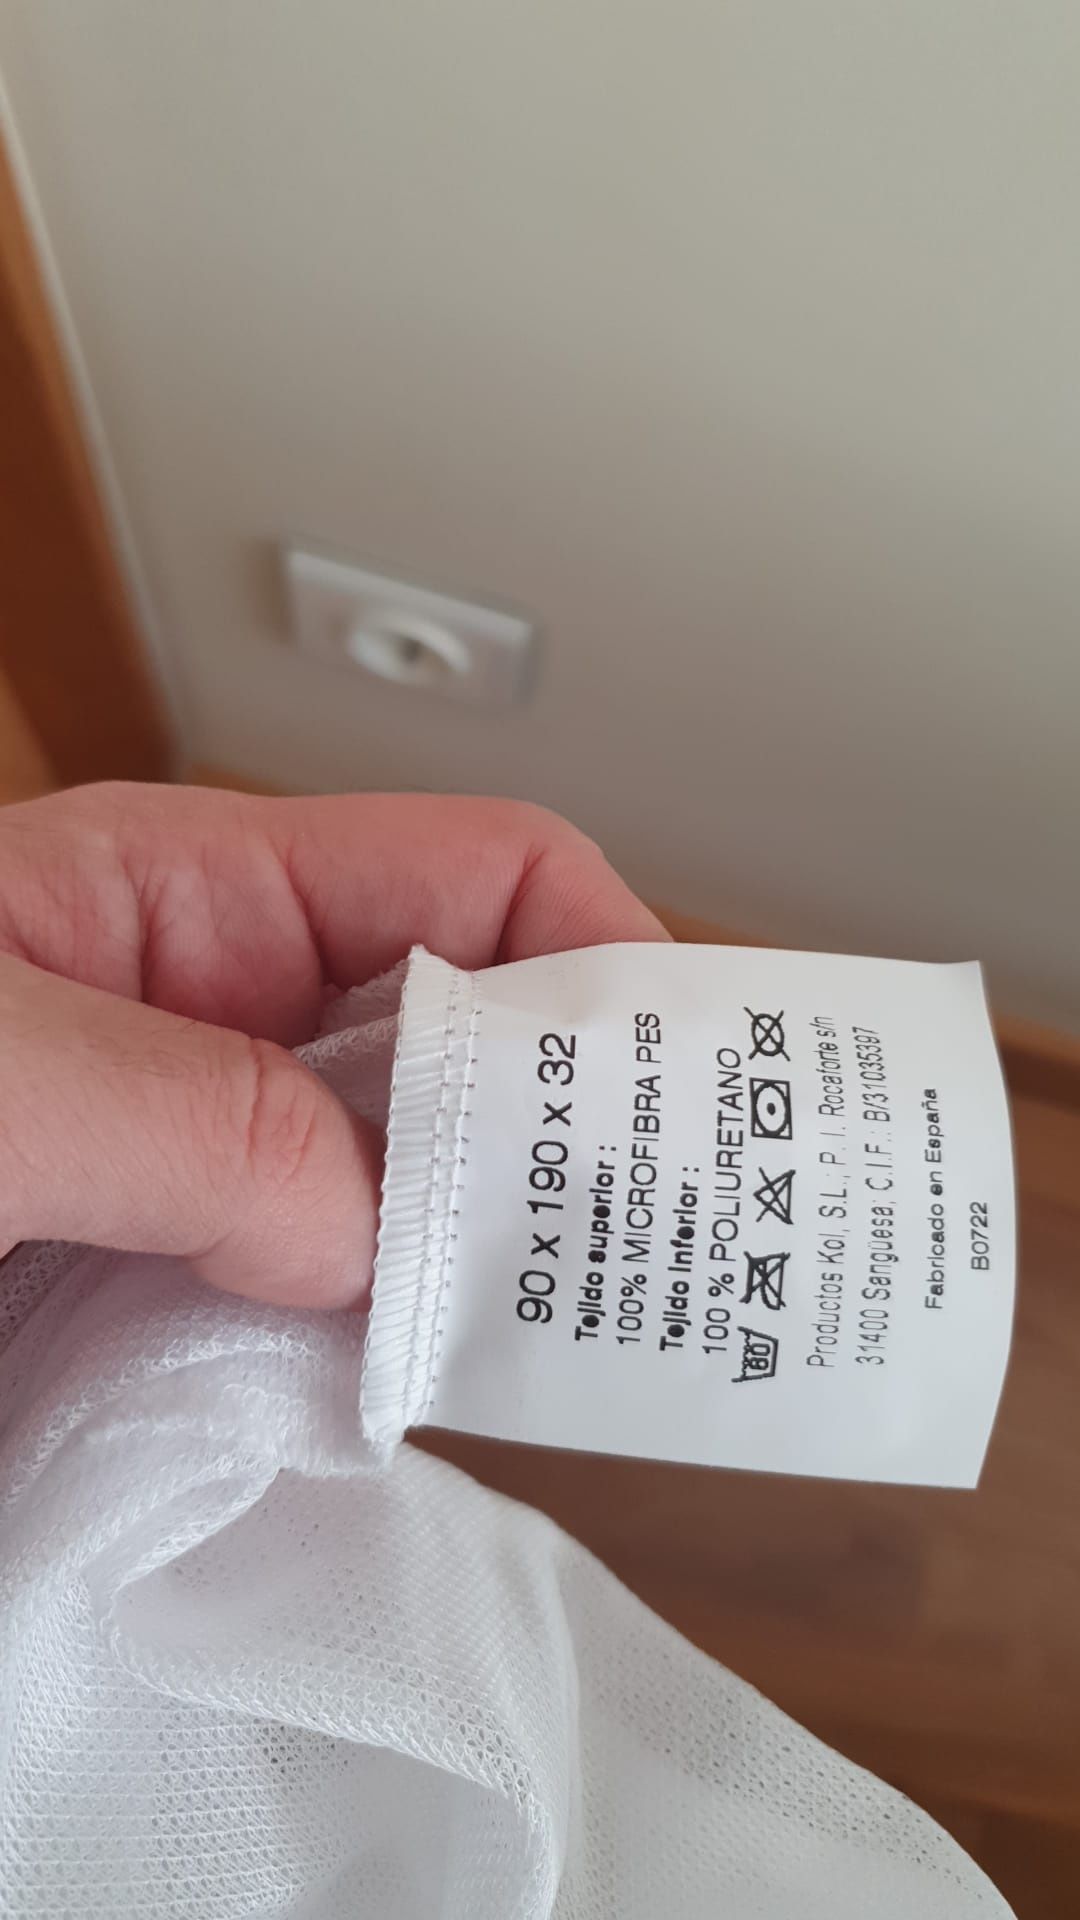 90 x 190 x 32
Tejido superior :
100% MICROFIBRA PES
Tejido Inferior :
100 % POLIURETANO
60
Productos Kol, S.L.; P. I. Rocaforte s/n
31400 Sangüesa; C.I.F.: B/31035397
Fabricado en España
B0722